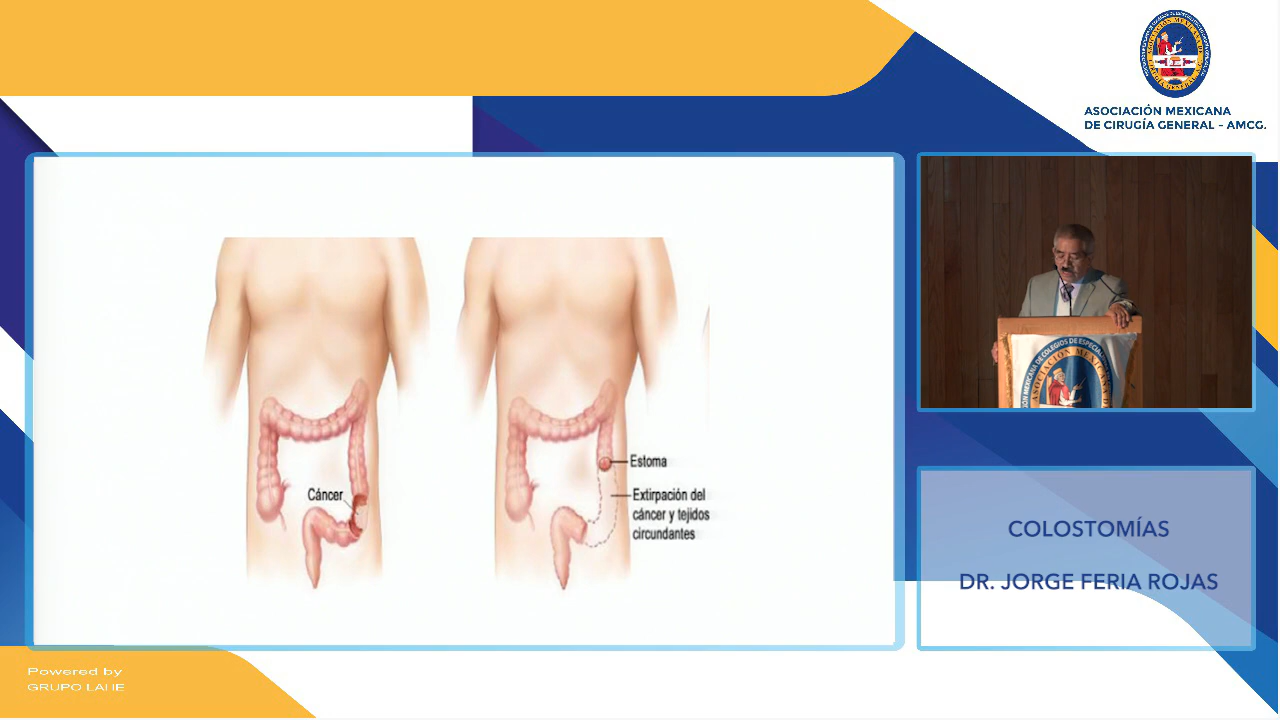 ASOCIACIÓN MEXICANA
DE CIRUGÍA GENERAL - AMCG.
Cáncer
Estoma
Extirpación del
cáncer y tejidos
circundantes
COLOSTOMÍAS
DR. JORGE FERIA ROJAS
Powered by
GRUPO